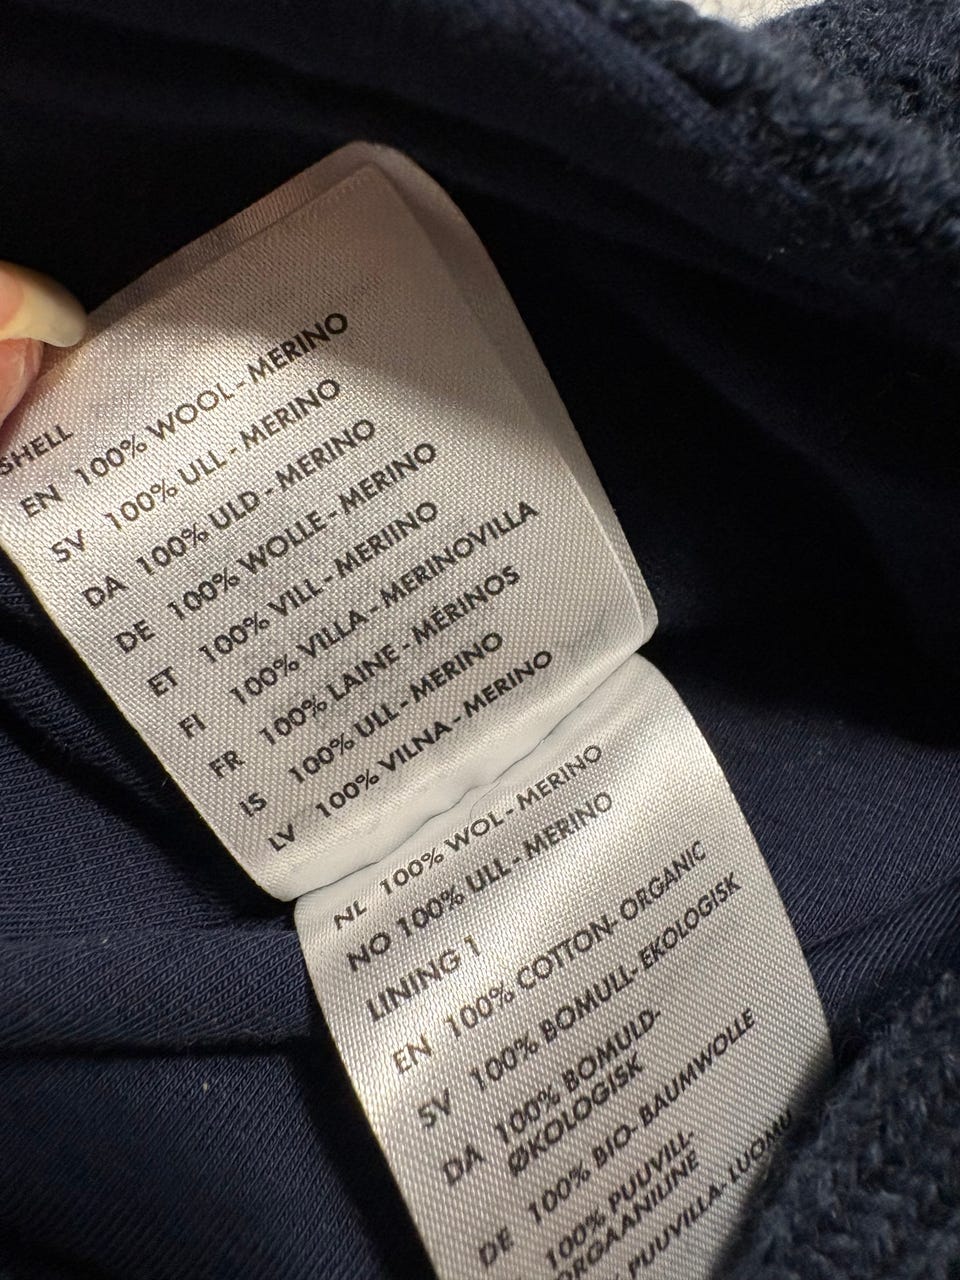 SHELL
EN 100% WOOL - MERINO
SV 100% ULL - MERINO
DA 100% ULD - MERINO
DE 100% WOLLE - MERINO
ET 100% VILL - MERIINO
FI 100% VILLA - MERINOVILLA
FR 100% LAINE - MÉRINOS
IS 100% ULL - MERINO
LV 100% VILNA - MERINO
NL 100% WOL - MERINO
NO 100% ULL - MERINO
LINING 1
EN 100% COTTON- ORGANIC
SV 100% BOMULL- EKOLOGISK
DA 100% BOMULD-
ØKOLOGISK
DE 100% BIO- BAUMWOLLE
100% PUUVILL-
ORGAANILINE
PUUVILLA- LUOMU